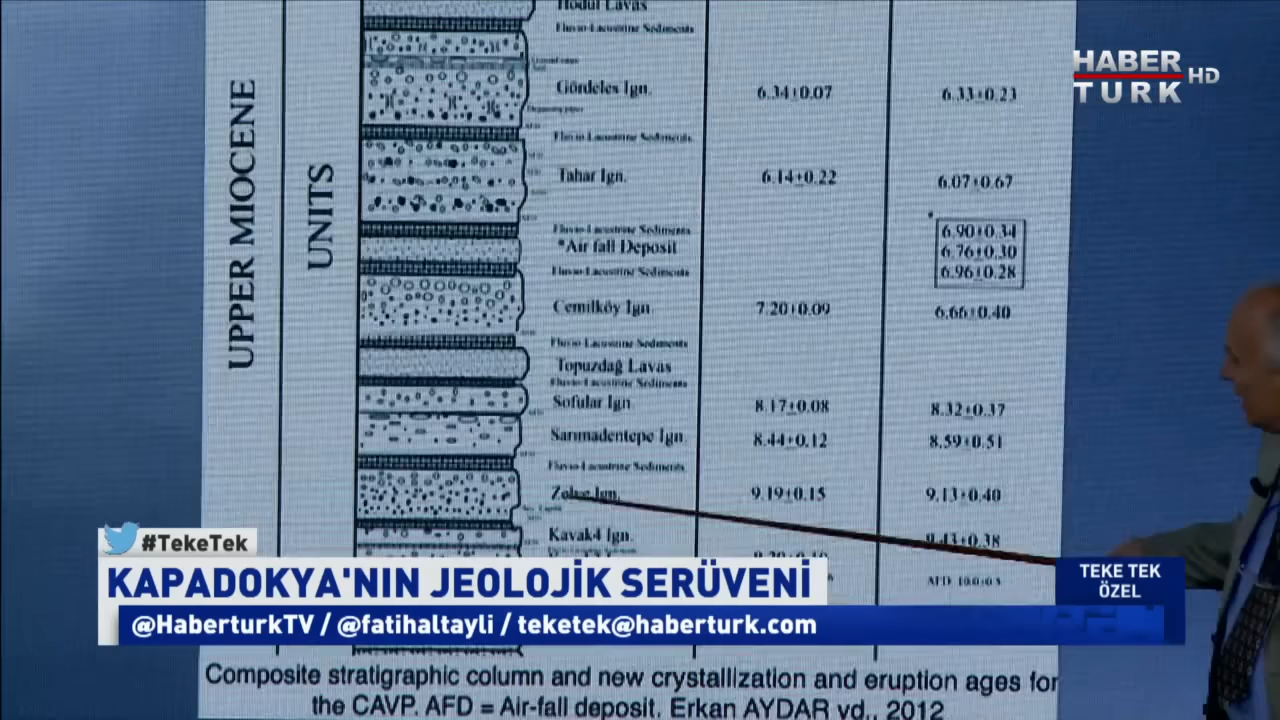 Hodul Lavas
Fluvio-Lacustrine Sediments
HABER
TURK HD
Gördeles Ign. 6.34±0.07 6.33±0.23
Fluvio-Lacustrine Sediments
Tahar Ign. 6.14±0.22 6.07±0.67
Fluvio-Lacustrine Sediments
*Air fall Deposit
*
6.90±0.34
6.76±0.30
6.96±0.28
Fluvio-Lacustrine Sediments
Cemilköy Ign. 7.20±0.09 6.66±0.40
Fluvio-Lacustrine Sediments
Topuzdağ Lavas
Fluvio-Lacustrine Sediments
Sofular Ign 8.17±0.08 8.32±0.37
Sarımadentepe Ign. 8.44±0.12 8.59±0.51
Fluvio-Lacustrine Sediments
Zelve Ign. 9.19±0.15 9.13±0.40
Kavak4 Ign. 9.43±0.38
UPPER MIOCENE
UNITS
#TekeTek
KAPADOKYA'NIN JEOLOJİK SERÜVENİ
TEKE TEK
ÖZEL
@HaberturkTV / @fatihaltayli / teketek@haberturk.com
Composite stratigraphic column and new crystallization and eruption ages for
the CAVP. AFD = Air-fall deposit. Erkan AYDAR vd., 2012